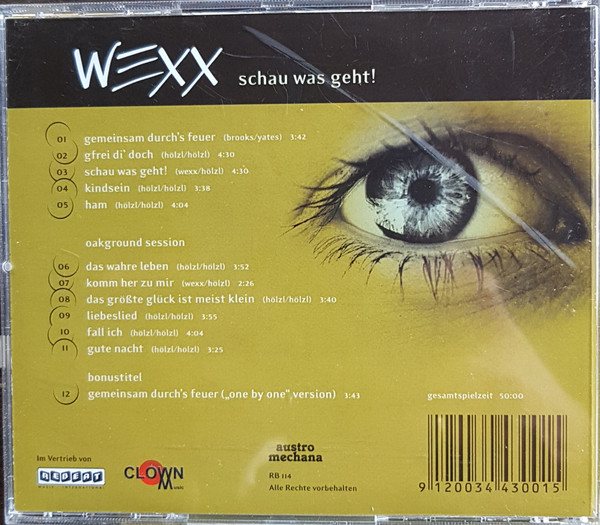 WEXX schau was geht!
01 gemeinsam durch's feuer (brooks/yates) 3:42
02 gfrei di' doch (hölzl/hölzl) 4:30
03 schau was geht! (wexx/hölzl) 4:30
04 kindsein (hölzl/hölzl) 3:38
05 ham (hölzl/hölzl) 4:04
oakground session
06 das wahre leben (hölzl/hölzl) 3:52
07 komm her zu mir (wexx/hölzl) 2:26
08 das größte glück ist meist klein (hölzl/hölzl) 3:40
09 liebeslied (hölzl/hölzl) 3:55
10 fall ich (hölzl/hölzl) 4:04
11 gute nacht (hölzl/hölzl) 3:25
bonustitel
12 gemeinsam durch's feuer („one by one“ version) 3:43
gesamtspielzeit 50:00
Im Vertrieb von
CLOWN
austro
mechana
RB 114
Alle Rechte vorbehalten
9 120034 430015